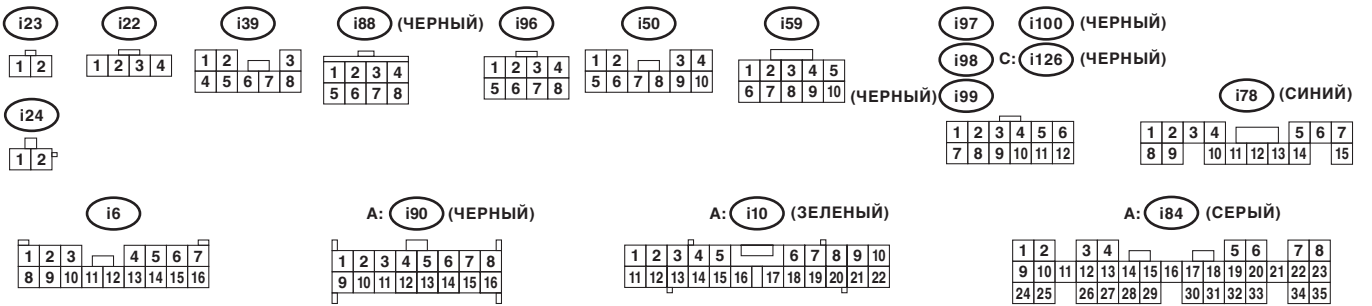 i23 i22 i39 i88 (ЧЕРНЫЙ) i96 i50 i59 i97 i100 (ЧЕРНЫЙ)
i98 C: i126 (ЧЕРНЫЙ)
(ЧЕРНЫЙ) i99 i78 (СИНИЙ)
1 2
1 2 3 4
1 2 3
4 5 6 7 8
1 2 3 4
5 6 7 8
1 2 3 4
5 6 7 8
1 2 3 4
5 6 7 8 9 10
1 2 3 4 5
6 7 8 9 10
i24
1 2
1 2 3 4 5 6
7 8 9 10 11 12
1 2 3 4 5 6 7
8 9 10 11 12 13 14 15
i6 A: i90 (ЧЕРНЫЙ) A: i10 (ЗЕЛЕНЫЙ) A: i84 (СЕРЫЙ)
1 2 3 4 5 6 7
8 9 10 11 12 13 14 15 16
1 2 3 4 5 6 7 8
9 10 11 12 13 14 15 16
1 2 3 4 5 6 7 8 9 10
11 12 13 14 15 16 17 18 19 20 21 22
1 2 3 4 5 6 7 8
9 10 11 12 13 14 15 16 17 18 19 20 21 22 23
24 25 26 27 28 29 30 31 32 33 34 35